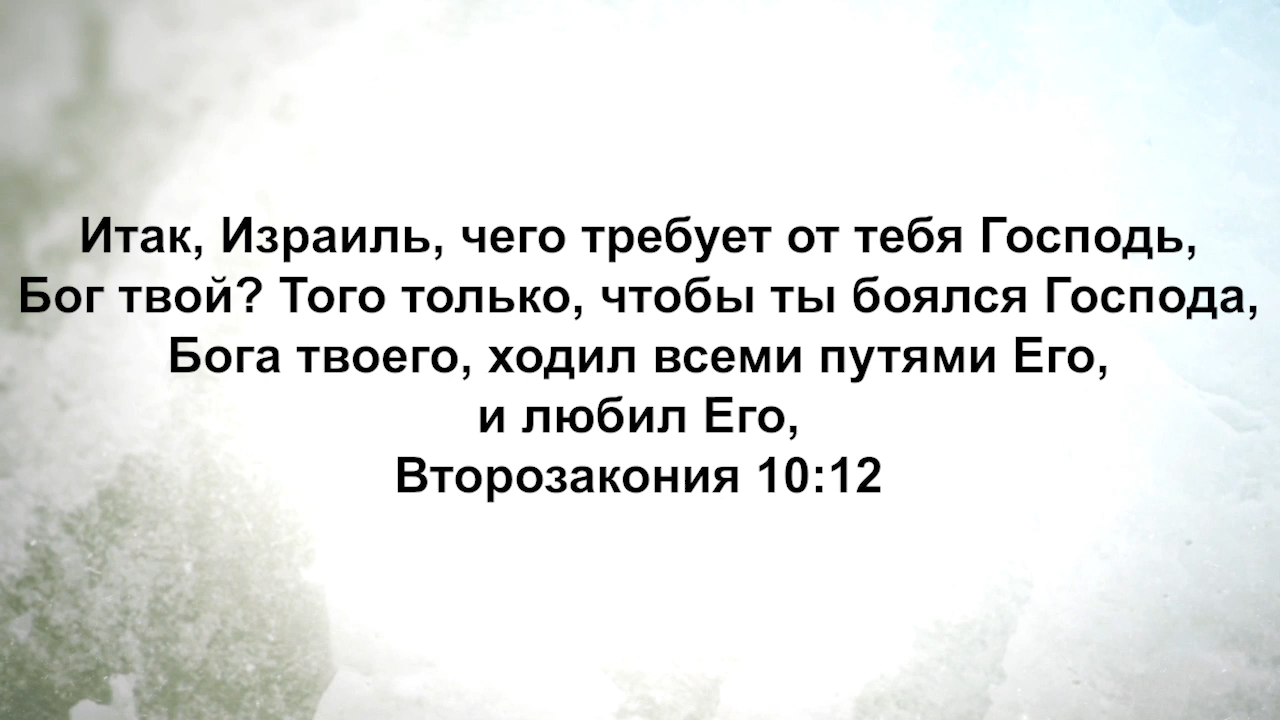 Итак, Израиль, чего требует от тебя Господь,
Бог твой? Того только, чтобы ты боялся Господа,
Бога твоего, ходил всеми путями Его,
и любил Его,
Второзакония 10:12